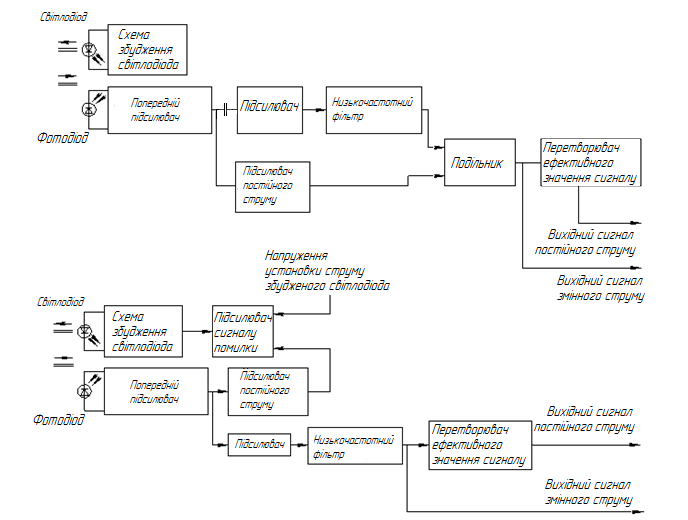 Світлодіод
Схема
збудження
світлодіода
Попередній
підсилювач
Фотодіод
Підсилювач
Низькочастотний
фільтр
Підсилювач
постійного
струму
Подільник
Перетворювач
ефективного
значення сигналу
Вихідний сигнал
постійного струму
Вихідний сигнал
змінного струму
Напруження
установки струму
збудженого світлодіода
Світлодіод
Схема
збудження
світлодіода
Підсилювач
сигналу
помилки
Попередній
підсилювач
Фотодіод
Підсилювач
постійного
струму
Підсилювач
Низькочастотний
фільтр
Перетворювач
ефективного
значення сигналу
Вихідний сигнал
постійного струму
Вихідний сигнал
змінного струму